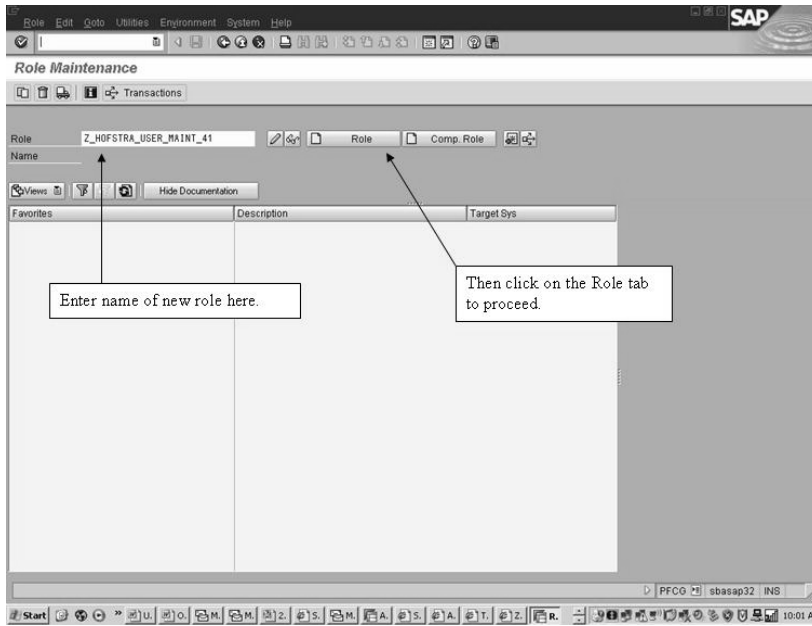 Role Edit Goto Utilities Environment System Help
SAP
Role Maintenance
Transactions
Role Z_HOFSTRA_USER_MAINT_41 Role Comp. Role
Name
Views Hide Documentation
Favorites Description Target Sys
Enter name of new role here.
Then click on the Role tab
to proceed.
PFCG sbasap32 INS
Start U. O. M. M. Z. S. M. A. S. A. T. Z. R. 10:01 A